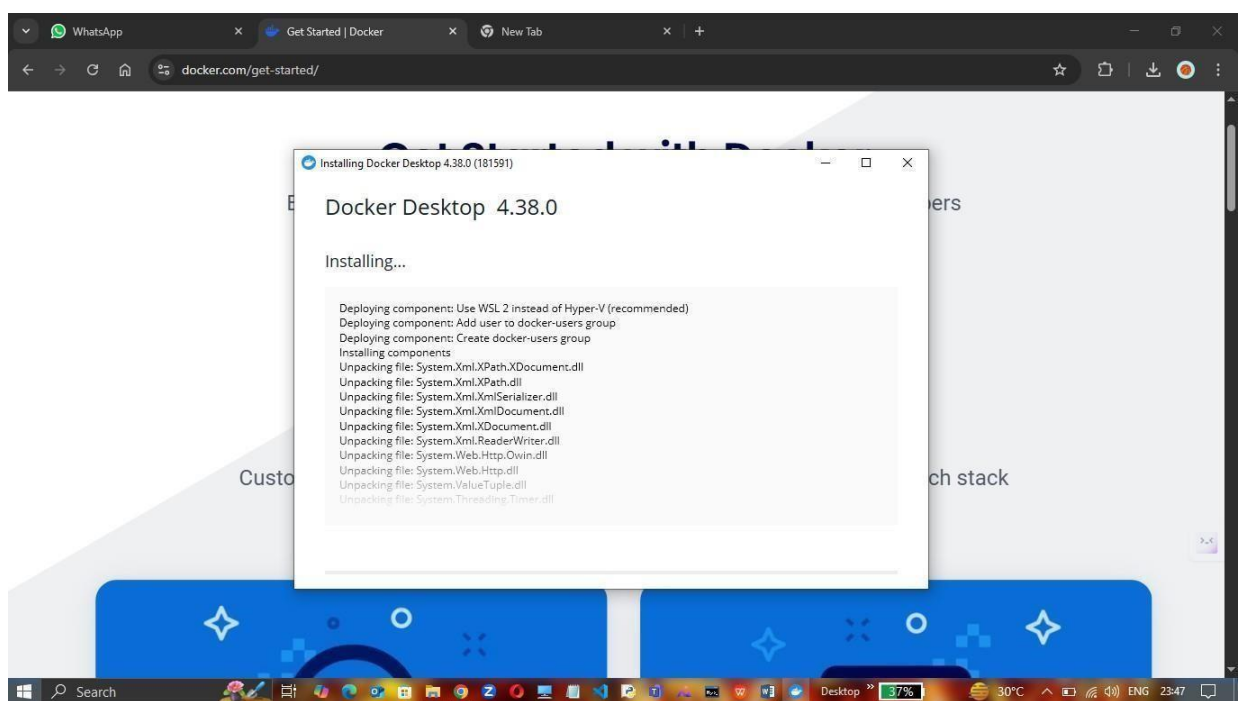 WhatsApp
Get Started | Docker
New Tab
docker.com/get-started/
Get Started with Docker
Installing Docker Desktop 4.38.0 (181591)
pers
Docker Desktop 4.38.0
Installing...
Deploying component: Use WSL 2 instead of Hyper-V (recommended)
Deploying component: Add user to docker-users group
Deploying component: Create docker-users group
Installing components
Unpacking file: System.Xml.XPath.XDocument.dll
Unpacking file: System.Xml.XPath.dll
Unpacking file: System.Xml.XmlSerializer.dll
Unpacking file: System.Xml.XmlDocument.dll
Unpacking file: System.Xml.XDocument.dll
Unpacking file: System.Xml.ReaderWriter.dll
Unpacking file: System.Web.Http.Owin.dll
Unpacking file: System.Web.Http.dll
Unpacking file: System.ValueTuple.dll
Unpacking file: System.Threading.Timer.dll
Custo
ch stack
Search
Desktop
37%
30°C
ENG
23:47